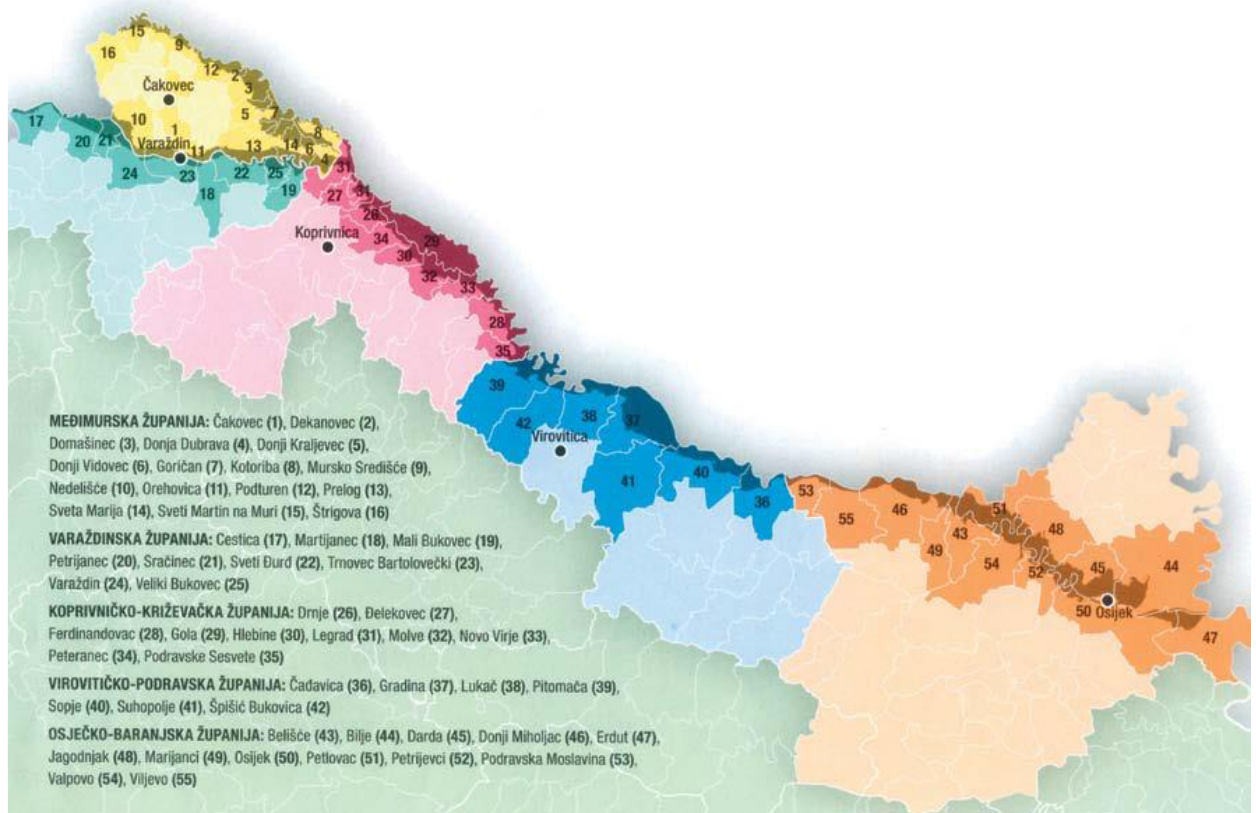 15
9
16
12
2
3
Čakovec
5
7
8
10
17
1
21
20
Varaždin
11
13
14
6
4
31
24
23
22
25
18
19
27
31
26
34
29
Koprivnica
30
32
33
28
35
39
38
37
42
Virovitica
41
40
36
53
55
46
51
43
48
49
54
52
45
44
50 Osijek
47
MEĐIMURSKA ŽUPANIJA: Čakovec (1), Dekanovec (2),
Domašinec (3), Donja Dubrava (4), Donji Kraljevec (5),
Donji Vidovec (6), Goričan (7), Kotoriba (8), Mursko Središće (9),
Nedelišće (10), Orehovica (11), Podturen (12), Prelog (13),
Sveta Marija (14), Sveti Martin na Muri (15), Štrigova (16)
VARAŽDINSKA ŽUPANIJA: Cestica (17), Martijanec (18), Mali Bukovec (19),
Petrijanec (20), Sračinec (21), Sveti Đurđ (22), Trnovec Bartolovečki (23),
Varaždin (24), Veliki Bukovec (25)
KOPRIVNIČKO-KRIŽEVAČKA ŽUPANIJA: Drnje (26), Đelekovec (27),
Ferdinandovac (28), Gola (29), Hlebine (30), Legrad (31), Molve (32), Novo Virje (33),
Peteranec (34), Podravske Sesvete (35)
VIROVITIČKO-PODRAVSKA ŽUPANIJA: Čađavica (36), Gradina (37), Lukač (38), Pitomača (39),
Sopje (40), Suhopolje (41), Špišić Bukovica (42)
OSJEČKO-BARANJSKA ŽUPANIJA: Belišće (43), Bilje (44), Darda (45), Donji Miholjac (46), Erdut (47),
Jagodnjak (48), Marijanci (49), Osijek (50), Petlovac (51), Petrijevci (52), Podravska Moslavina (53),
Valpovo (54), Viljevo (55)